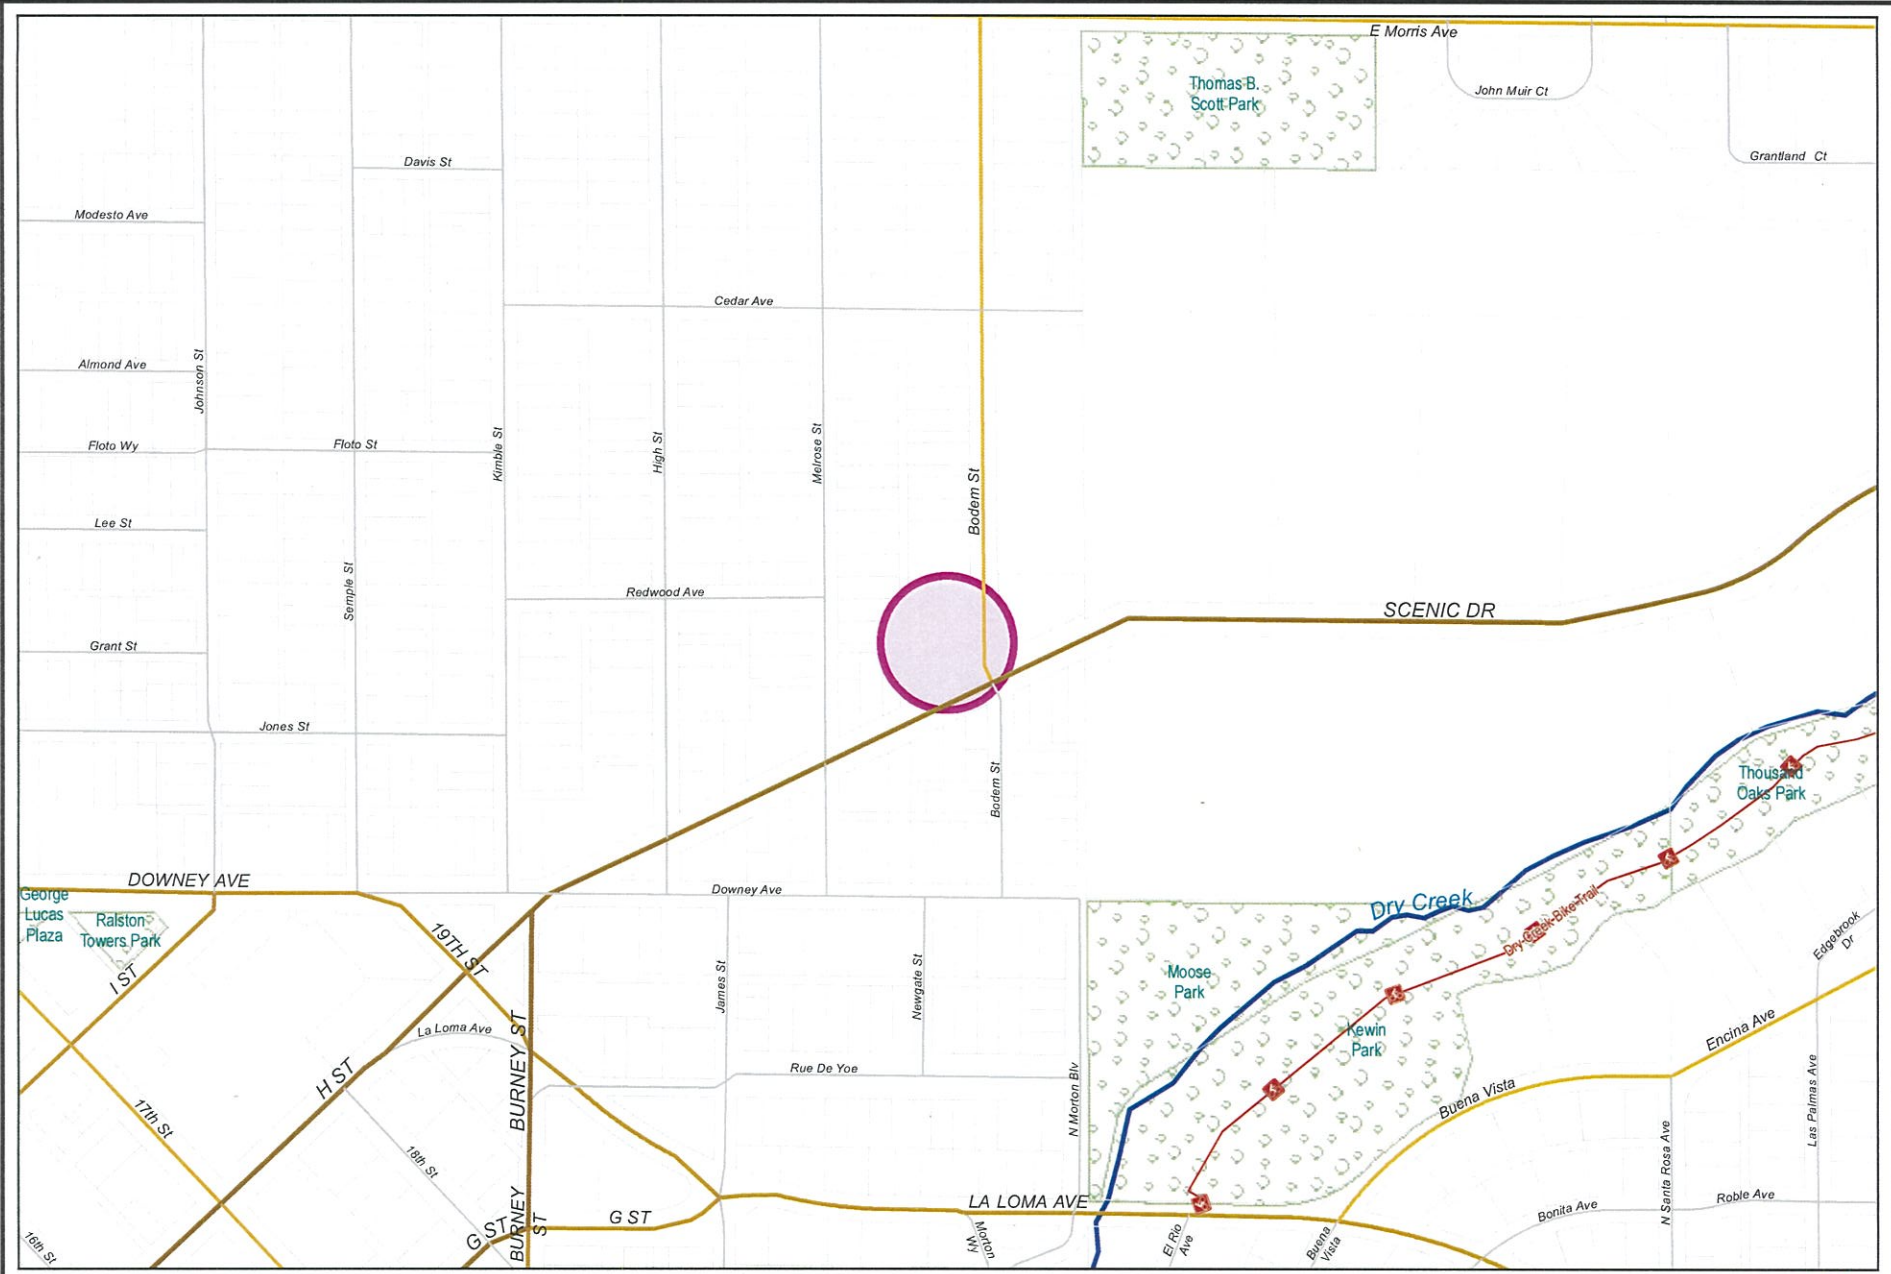 E Morris Ave
Thomas B.
Scott Park
John Muir Ct
Grantland Ct
Davis St
Modesto Ave
Cedar Ave
Almond Ave
Johnson St
Floto Wy
Floto St
Kimble St
High St
Melrose St
Bodem St
Lee St
Semple St
Redwood Ave
SCENIC DR
Grant St
Jones St
Bodem St
Thousand
Oaks Park
DOWNEY AVE
Downey Ave
George
Lucas
Plaza
Ralston
Towers Park
Dry Creek
Dry-Creek-Bike-Trail
Edgebrook
Dr
19TH ST
I ST
James St
Newgate St
Moose
Park
Kewin
Park
La Loma Ave
BURNEY ST
Encina Ave
H ST
Rue De Yoe
N Morton Blv
Buena Vista
Las Palmas Ave
17th St
18th St
N Santa Rosa Ave
LA LOMA AVE
Roble Ave
Bonita Ave
G ST
G ST
BURNEY
ST
Morton
Wy
El Rio
Ave
Buena
Vista
16th St